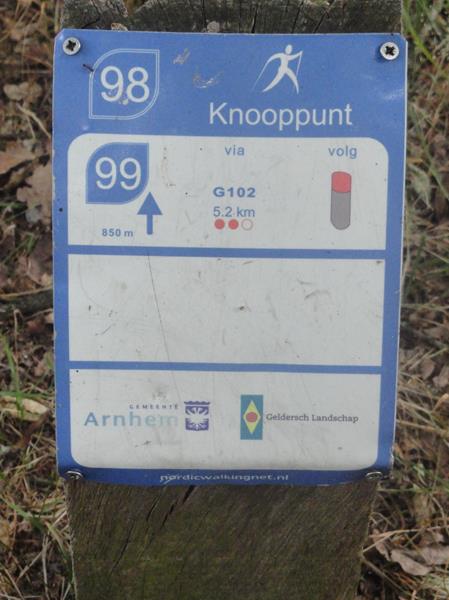 98
Knooppunt
99
via
volg
G102
5.2 km
850 m
GEMEENTE
Arnhem
Geldersch Landschap
nordicwalkingnet.nl